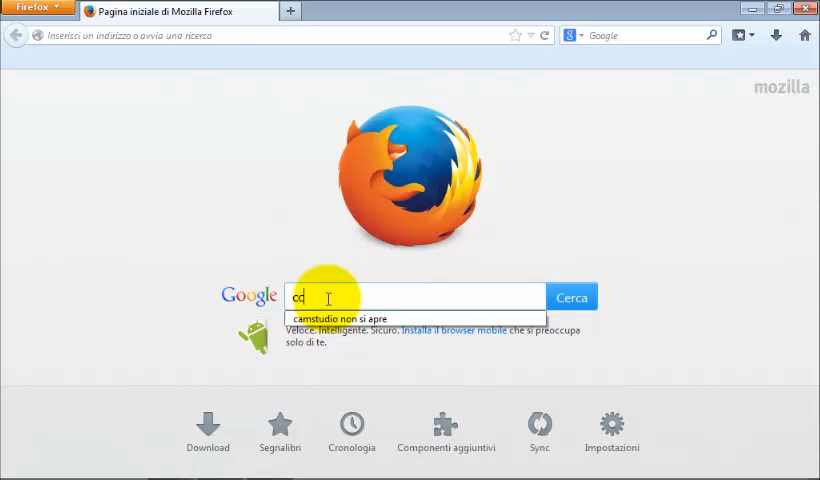 Firefox
Pagina iniziale di Mozilla Firefox
Inserisci un indirizzo o avvia una ricerca
Google
mozilla
Google
cc
Cerca
camstudio non si apre
Veloce. Intelligente. Sicuro. Installa il browser mobile che si preoccupa
solo di te.
Download
Segnalibri
Cronologia
Componenti aggiuntivi
Sync
Impostazioni